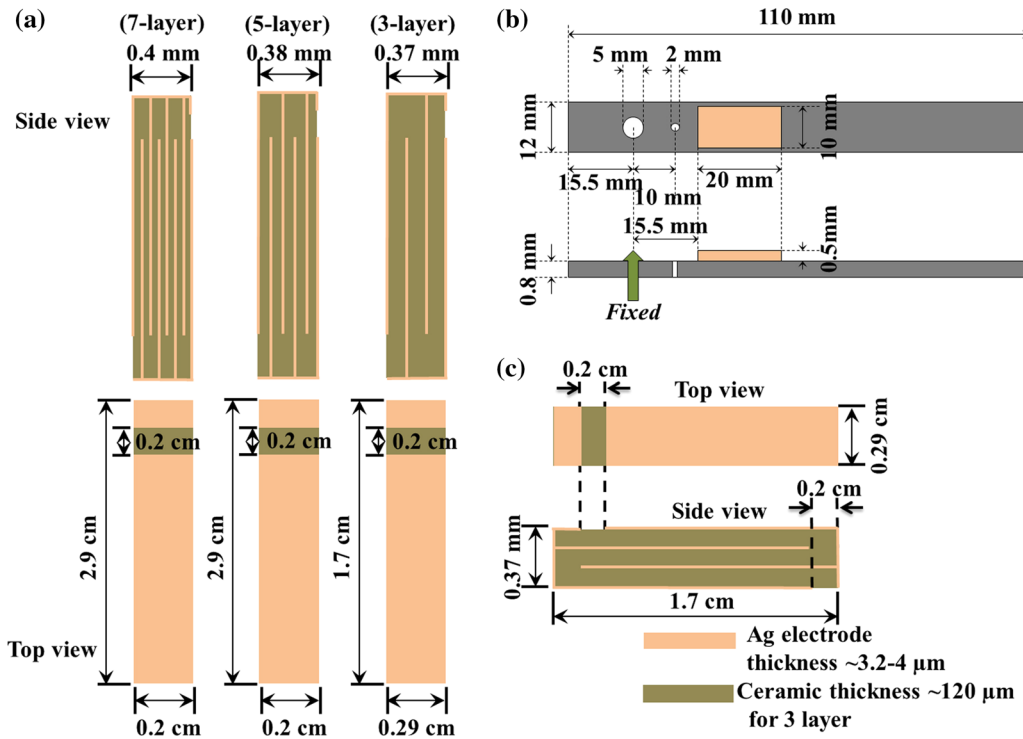 (a)
(7-layer)
0.4 mm
(5-layer)
0.38 mm
(3-layer)
0.37 mm
Side view
0.2 cm
0.2 cm
0.2 cm
2.9 cm
2.9 cm
1.7 cm
Top view
0.2 cm
0.2 cm
0.29 cm
(b)
110 mm
5 mm
2 mm
12 mm
10 mm
15.5 mm
10 mm
20 mm
15.5 mm
0.8 mm
0.5mm
Fixed
(c)
0.2 cm
Top view
0.29 cm
0.2 cm
Side view
0.37 mm
1.7 cm
Ag electrode
thickness ~3.2-4 µm
Ceramic thickness ~120 µm
for 3 layer